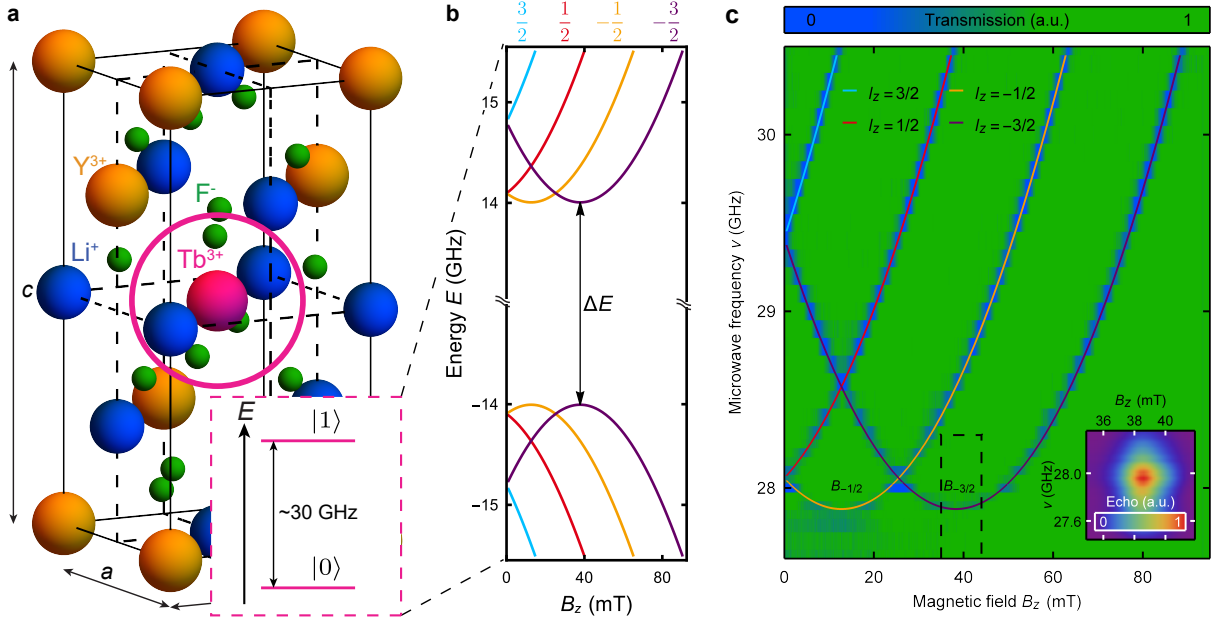 a
Y³⁺
F⁻
Li⁺
Tb³⁺
c
a
E
|1⟩
~30 GHz
|0⟩
b
3/2 1/2 −1/2 −3/2
Energy E (GHz)
15
14
−14
−15
ΔE
0 40 80
B_z (mT)
c
0 Transmission (a.u.) 1
I_z = 3/2 I_z = −1/2
I_z = 1/2 I_z = −3/2
Microwave frequency ν (GHz)
30
29
28
B₋₁/₂ B₋₃/₂
B_z (mT)
36 40
ν (GHz)
28.0
27.6
Echo (a.u.)
0 1
0 20 40 60 80
Magnetic field B_z (mT)